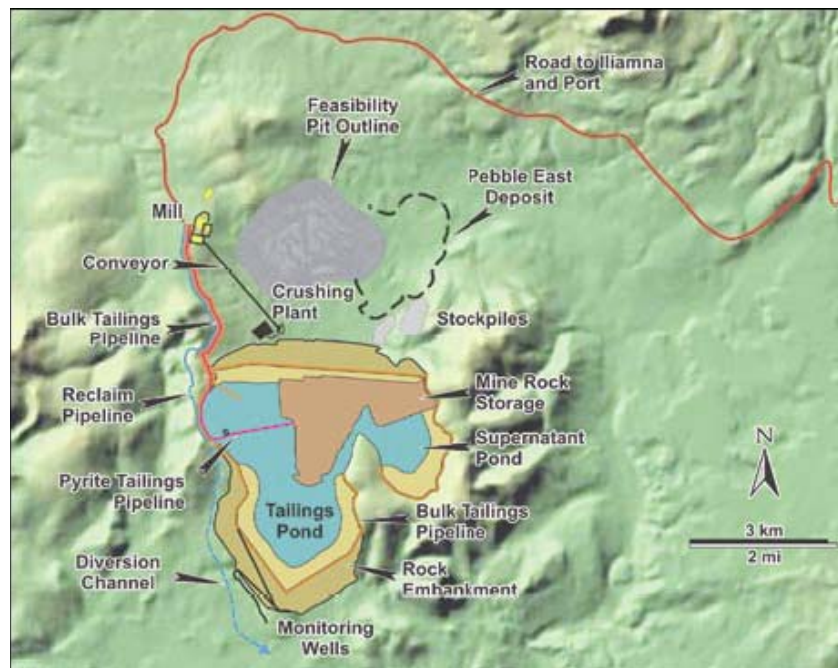 Road to Iliamna
and Port
Feasibility
Pit Outline
Pebble East
Deposit
Mill
Conveyor
Crushing
Plant
Stockpiles
Bulk Tailings
Pipeline
Reclaim
Pipeline
Mine Rock
Storage
Supernatant
Pond
N
Pyrite Tailings
Pipeline
Tailings
Pond
Bulk Tailings
Pipeline
3 km
2 mi
Diversion
Channel
Rock
Embankment
Monitoring
Wells